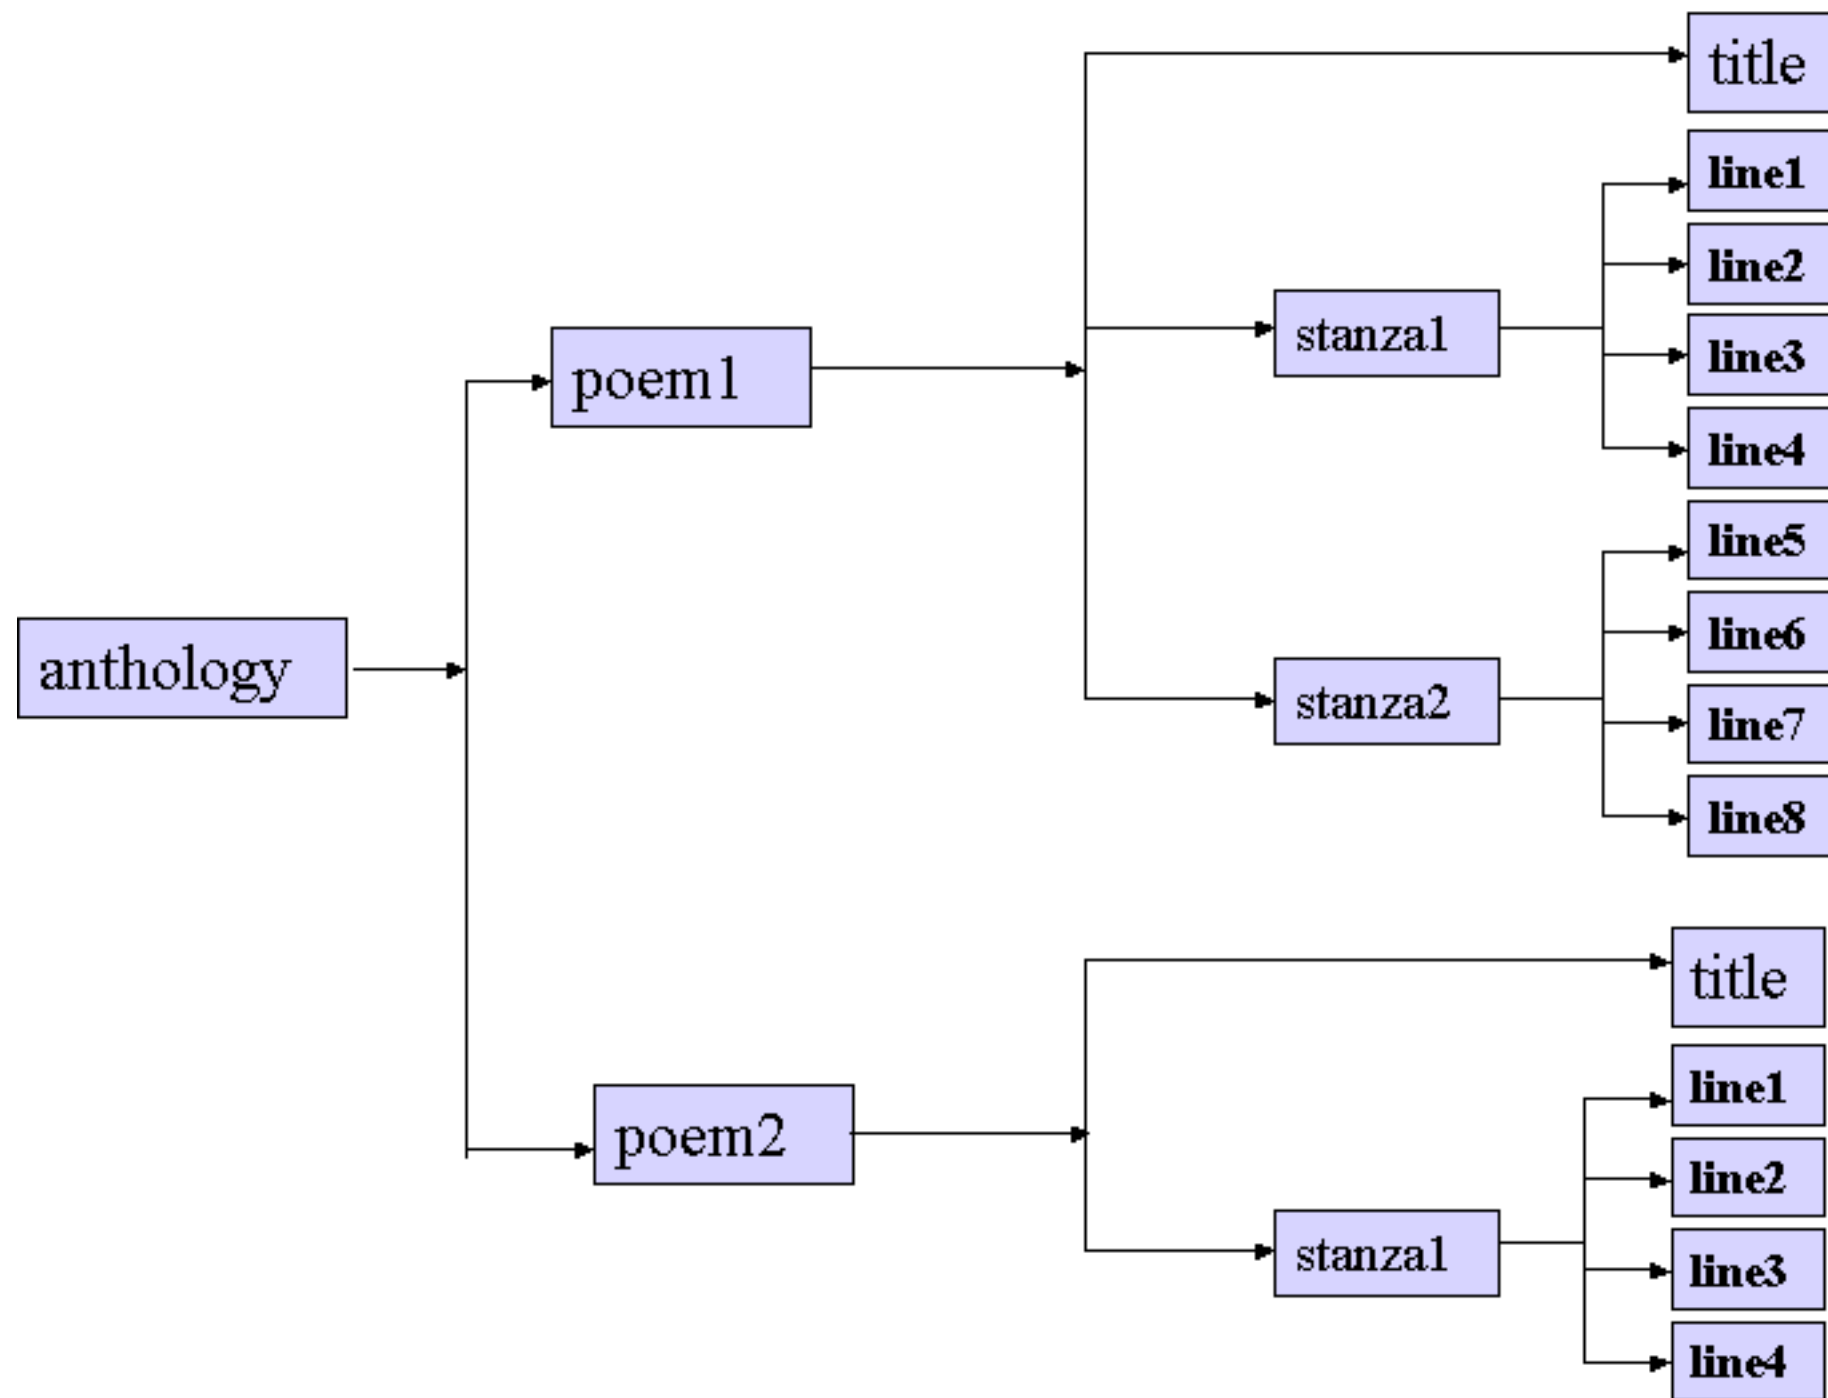 title
line1
line2
stanza1
line3
poem1
line4
line5
line6
anthology
stanza2
line7
line8
title
line1
poem2
line2
stanza1
line3
line4